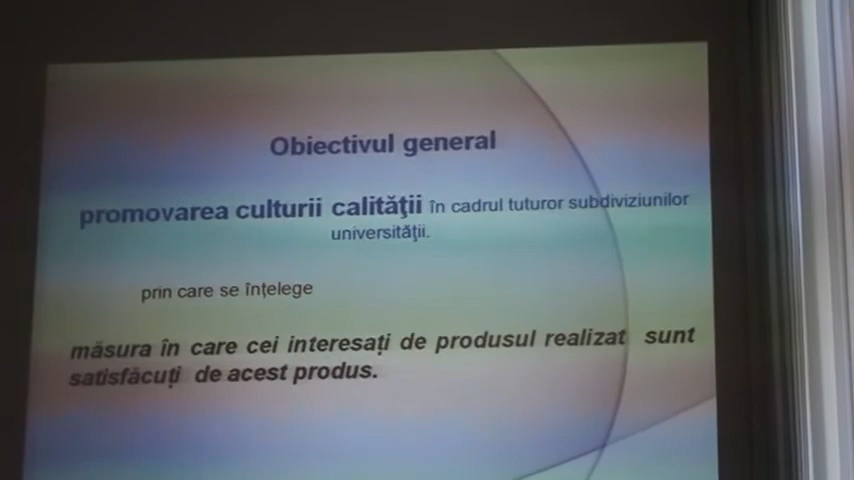 Obiectivul general
promovarea culturii calităţii în cadrul tuturor subdiviziunilor
universităţii.
prin care se înțelege
măsura în care cei interesați de produsul realizat sunt
satisfăcuți de acest produs.